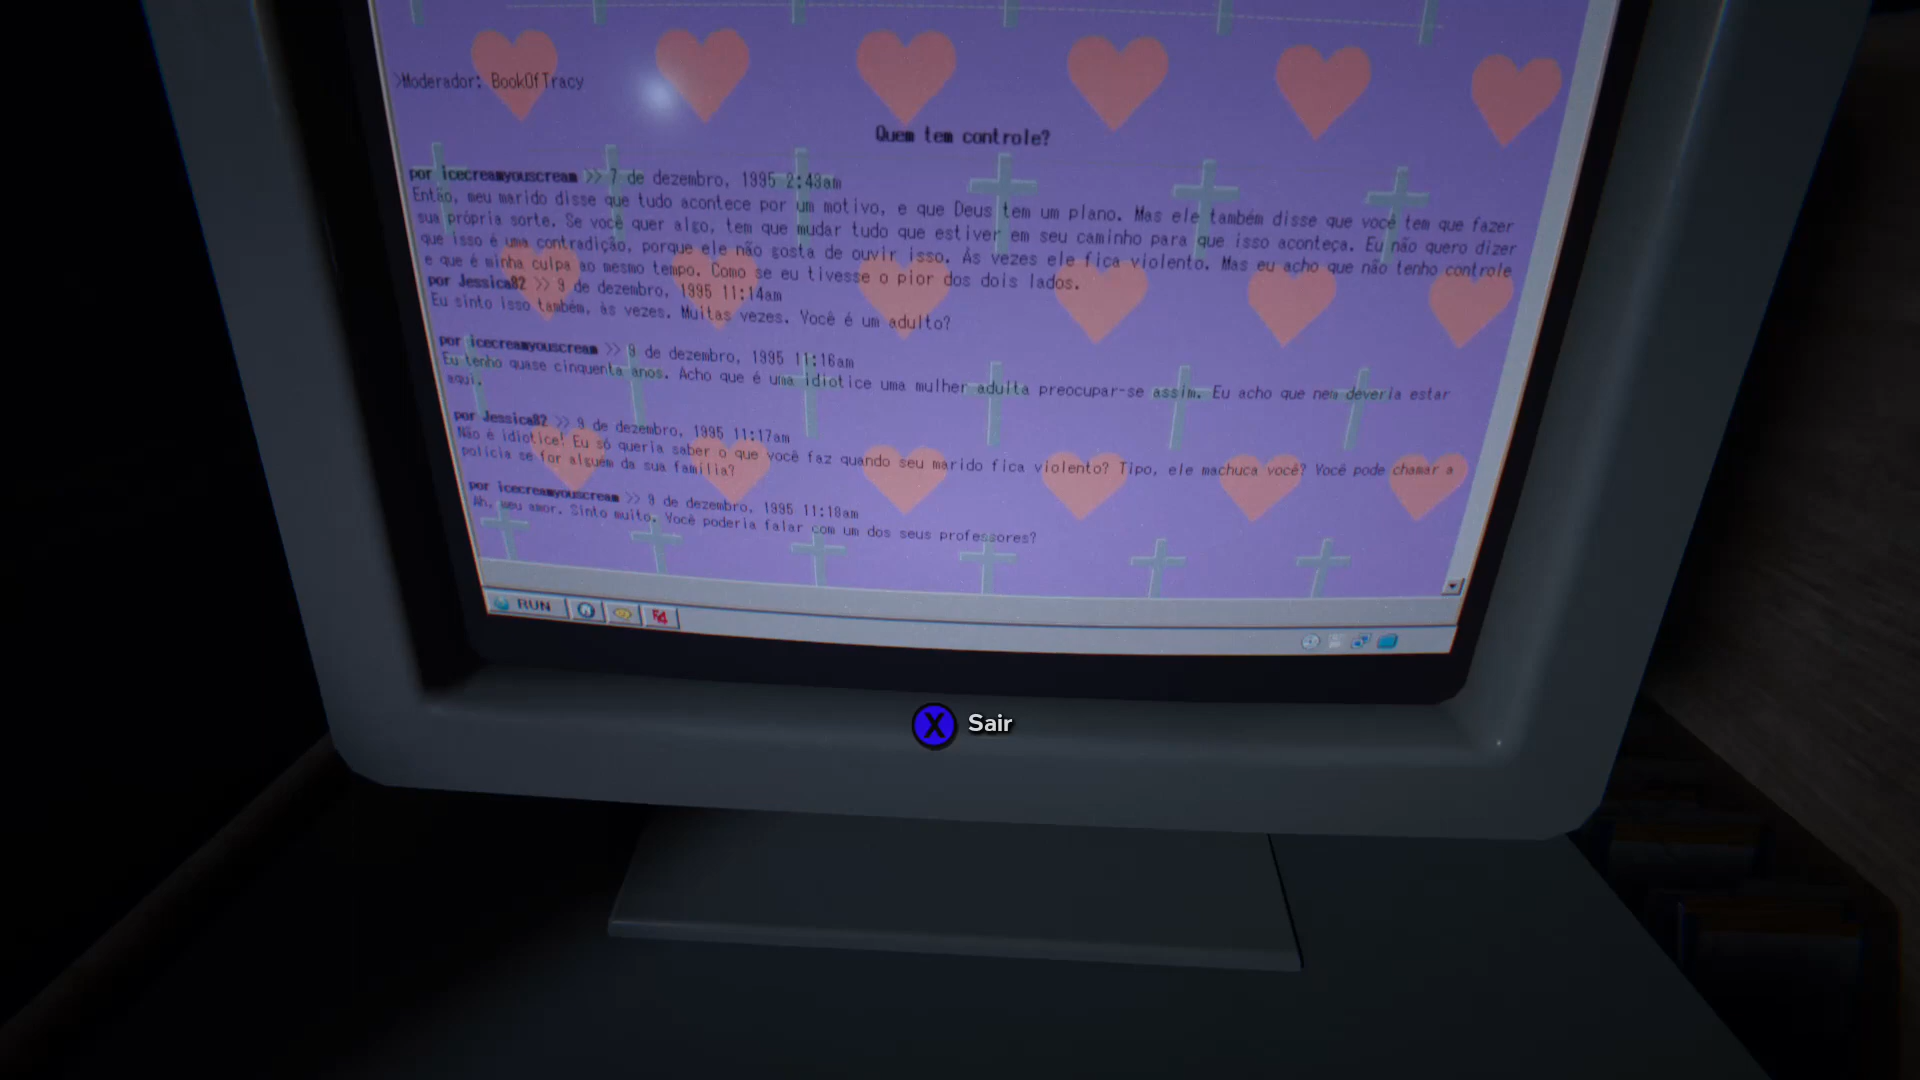 >Moderador: BookOfTracy
Quem tem controle?
por icecreamyouscream >> 7 de dezembro, 1995 2:43am
Então, meu marido disse que tudo acontece por um motivo, e que Deus tem um plano. Mas ele também disse que você tem que fazer
sua própria sorte. Se você quer algo, tem que mudar tudo que estiver em seu caminho para que isso aconteça. Eu não quero dizer
que isso é uma contradição, porque ele não gosta de ouvir isso. Às vezes ele fica violento. Mas eu acho que não tenho controle
e que é minha culpa ao mesmo tempo. Como se eu tivesse o pior dos dois lados.
por Jessica82 >> 9 de dezembro, 1995 11:14am
Eu sinto isso também, às vezes. Muitas vezes. Você é um adulto?
por icecreamyouscream >> 9 de dezembro, 1995 11:16am
Eu tenho quase cinquenta anos. Acho que é uma idiotice uma mulher adulta preocupar-se assim. Eu acho que nem deveria estar
aqui.
por Jessica82 >> 9 de dezembro, 1995 11:17am
Não é idiotice! Eu só queria saber o que você faz quando seu marido fica violento? Tipo, ele machuca você? Você pode chamar a
polícia se for alguém da sua família?
por icecreamyouscream >> 9 de dezembro, 1995 11:18am
Ah, meu amor. Sinto muito. Você poderia falar com um dos seus professores?
RUN
X Sair